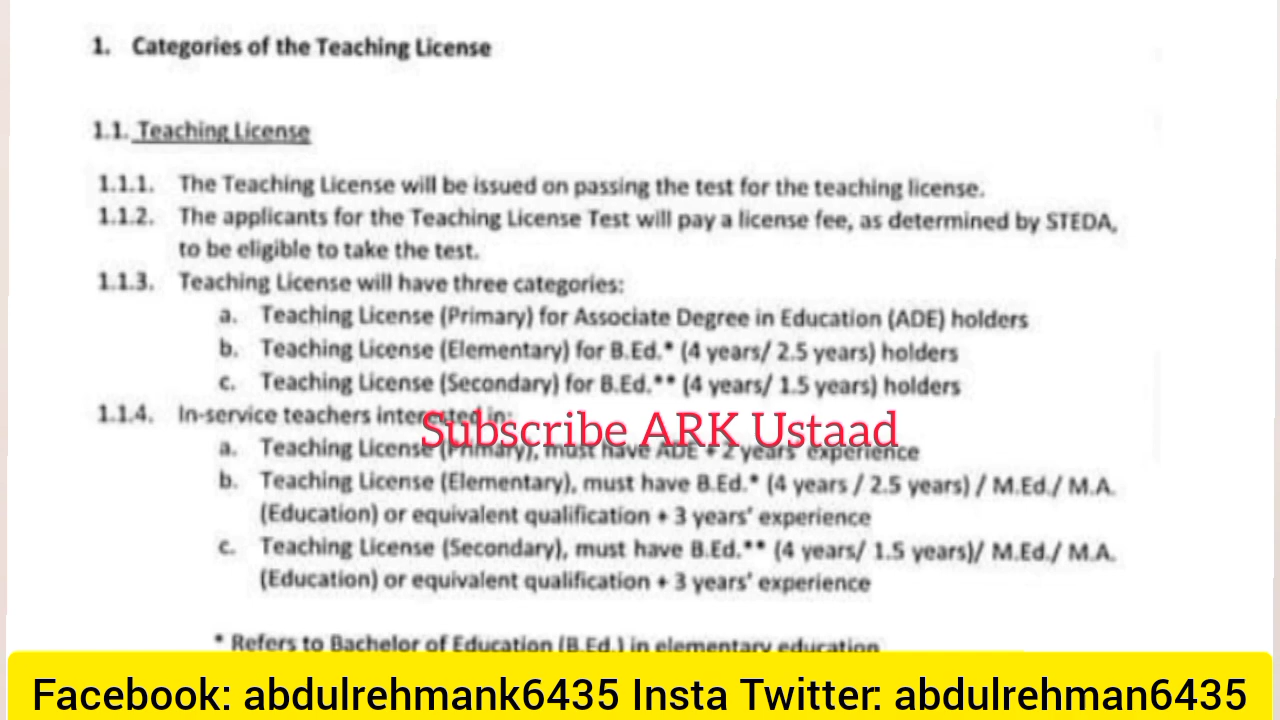 1. Categories of the Teaching License
1.1. Teaching License
1.1.1. The Teaching License will be issued on passing the test for the teaching license.
1.1.2. The applicants for the Teaching License Test will pay a license fee, as determined by STEDA,
to be eligible to take the test.
1.1.3. Teaching License will have three categories:
a. Teaching License (Primary) for Associate Degree in Education (ADE) holders
b. Teaching License (Elementary) for B.Ed.* (4 years/ 2.5 years) holders
c. Teaching License (Secondary) for B.Ed.** (4 years/ 1.5 years) holders
1.1.4. In-service teachers interested in:
Subscribe ARK Ustaad
a. Teaching License (Primary), must have ADE + 2 years' experience
b. Teaching License (Elementary), must have B.Ed.* (4 years / 2.5 years) / M.Ed./ M.A.
(Education) or equivalent qualification + 3 years' experience
c. Teaching License (Secondary), must have B.Ed.** (4 years/ 1.5 years)/ M.Ed./ M.A.
(Education) or equivalent qualification + 3 years' experience
* Refers to Bachelor of Education (B.Ed.) in elementary education
Facebook: abdulrehmank6435 Insta Twitter: abdulrehman6435